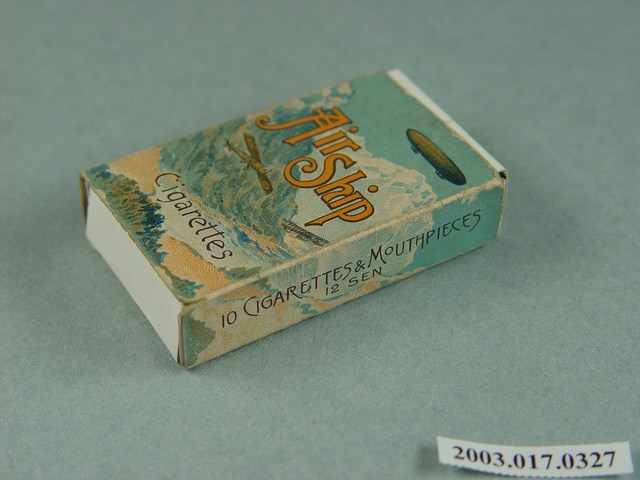 AirShip
Cigarettes
10 CIGARETTES & MOUTHPIECES
12 SEN
2003.017.0327